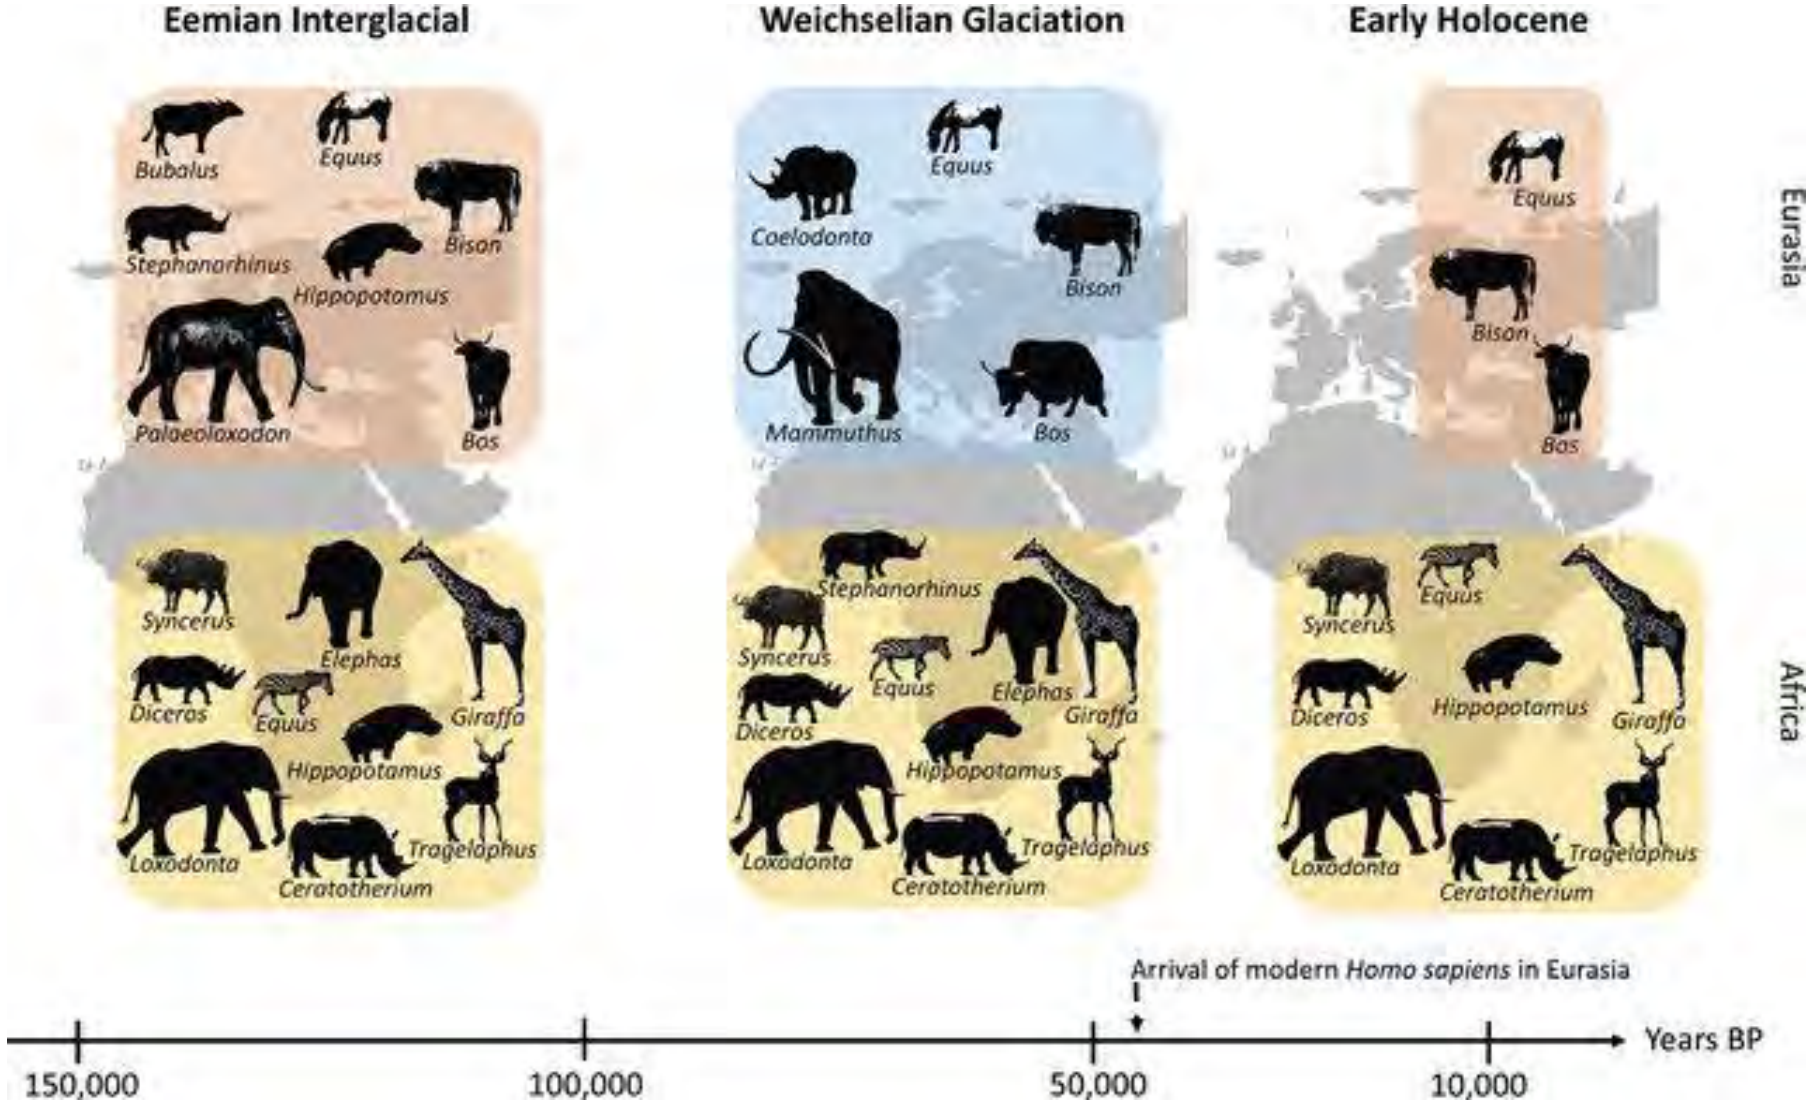 Eemian Interglacial
Weichselian Glaciation
Early Holocene
Bubalus
Equus
Bison
Stephanorhinus
Hippopotamus
Palaeoloxodon
Bos
Equus
Coelodonta
Bison
Mammuthus
Bos
Equus
Bison
Bos
Eurasia
Syncerus
Elephas
Diceros
Equus
Giraffa
Hippopotamus
Loxodonta
Tragelaphus
Ceratotherium
Stephanorhinus
Syncerus
Equus
Elephas
Giraffa
Diceros
Hippopotamus
Loxodonta
Tragelaphus
Ceratotherium
Syncerus
Equus
Diceros
Hippopotamus
Giraffa
Loxodonta
Tragelaphus
Ceratotherium
Africa
Arrival of modern Homo sapiens in Eurasia
Years BP
150,000
100,000
50,000
10,000